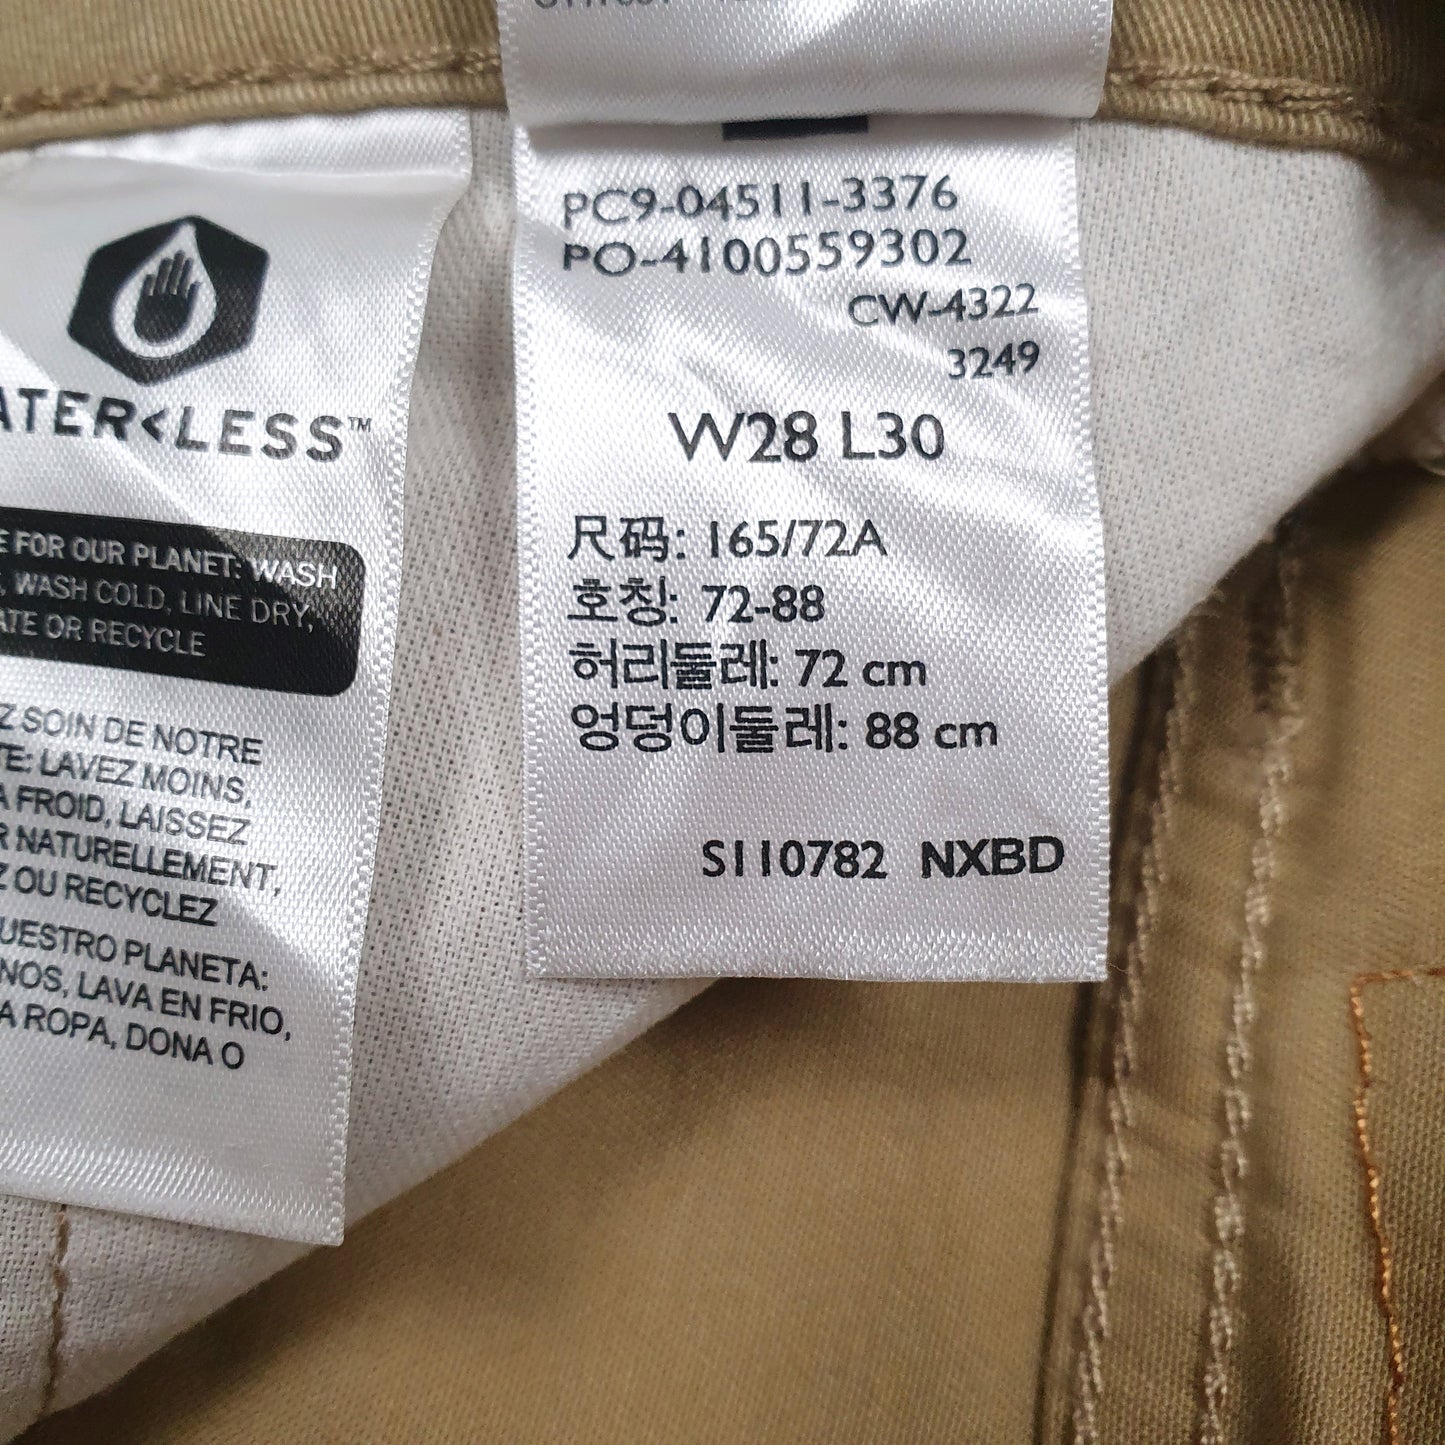 ATER<LESS™
E FOR OUR PLANET: WASH
, WASH COLD, LINE DRY,
ATE OR RECYCLE
Z SOIN DE NOTRE
TE: LAVEZ MOINS,
A FROID, LAISSEZ
R NATURELLEMENT,
Z OU RECYCLEZ
UESTRO PLANETA:
NOS, LAVA EN FRIO,
A ROPA, DONA O
PC9-04511-3376
PO-4100559302
CW-4322
3249
W28 L30
尺码: 165/72A
호칭: 72-88
허리둘레: 72 cm
엉덩이둘레: 88 cm
S110782 NXBD